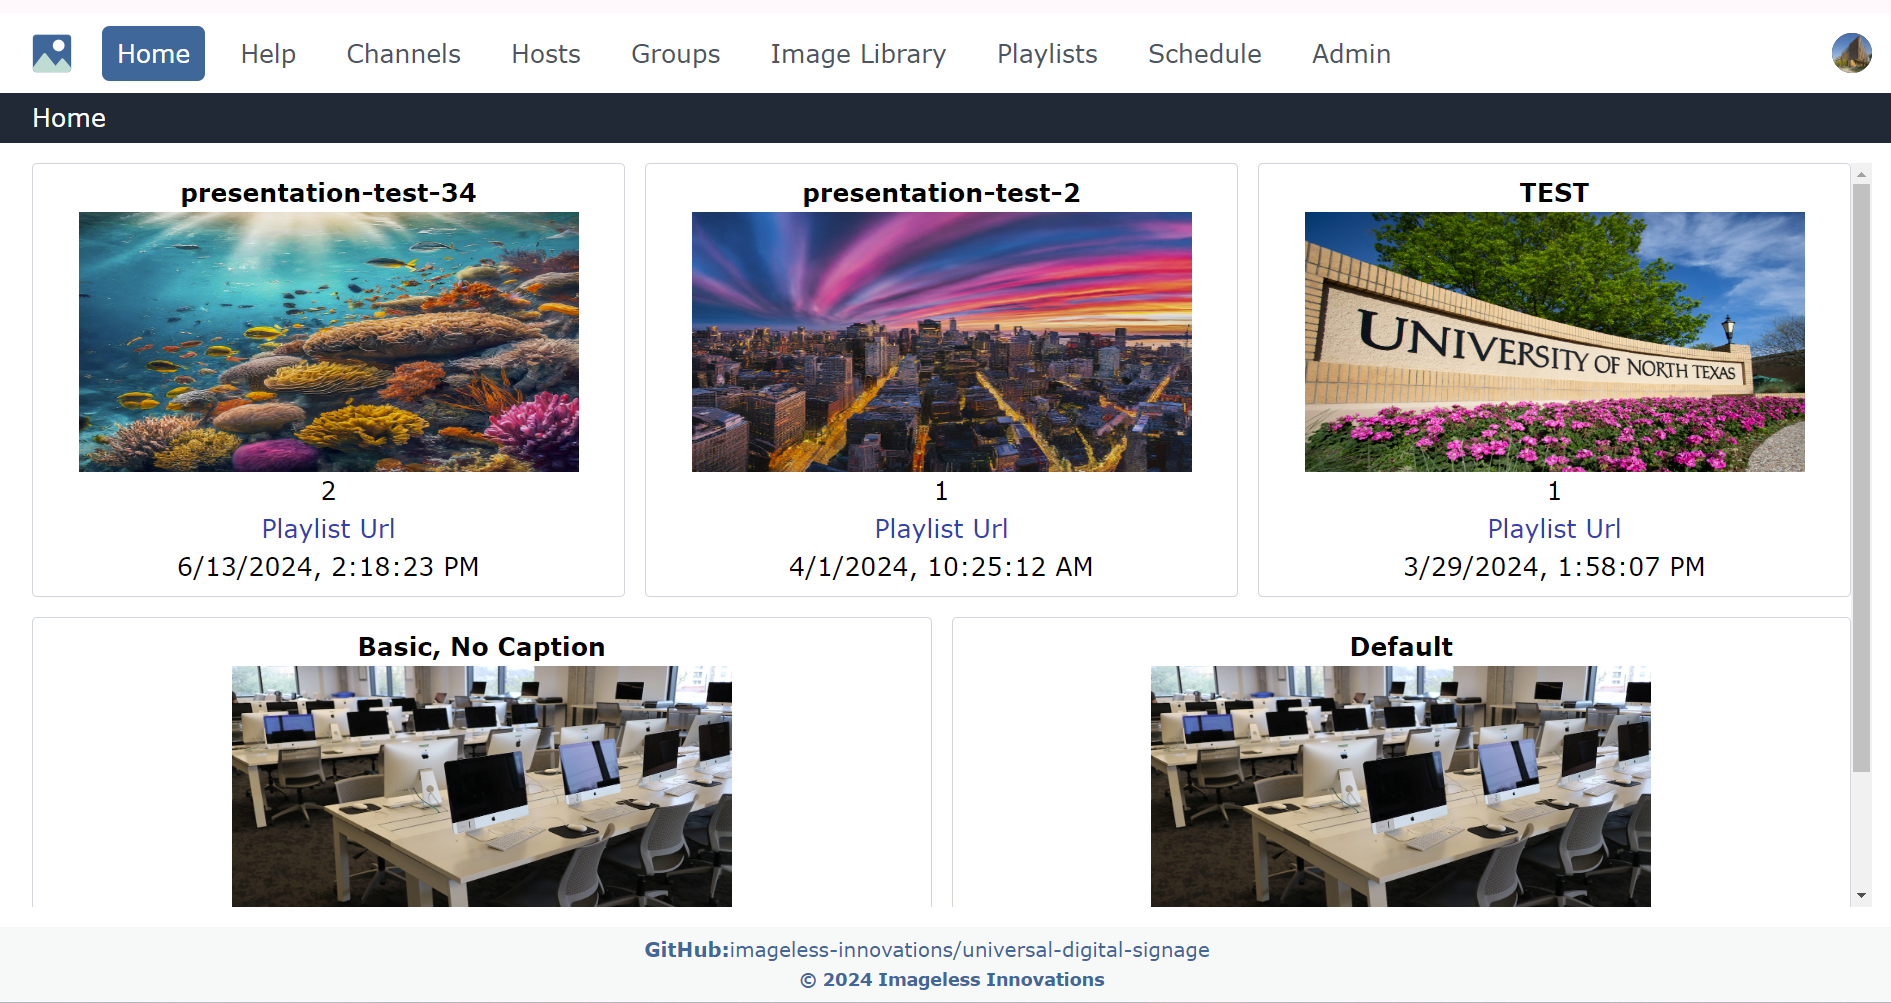 Home Help Channels Hosts Groups Image Library Playlists Schedule Admin
Home
presentation-test-34
2
Playlist Url
6/13/2024, 2:18:23 PM
presentation-test-2
1
Playlist Url
4/1/2024, 10:25:12 AM
TEST
UNIVERSITY OF NORTH TEXAS
1
Playlist Url
3/29/2024, 1:58:07 PM
Basic, No Caption
Default
GitHub:imageless-innovations/universal-digital-signage
© 2024 Imageless Innovations